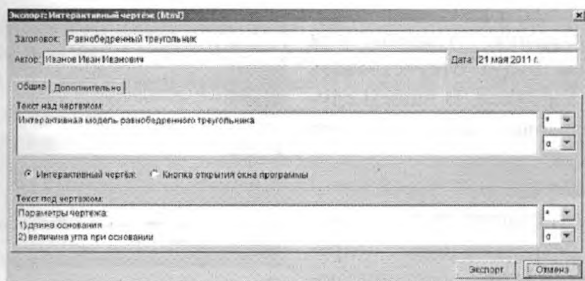 Экспорт: Интерактивный чертёж (html)
Заголовок: Равнобедренный треугольник
Автор: Иванов Иван Иванович Дата: 21 мая 2011 г.
Общие Дополнительно
Текст над чертежом:
Интерактивная модель равнобедренного треугольника
α
Интерактивный чертёж Кнопка открытия окна программы
Текст под чертежом:
Параметры чертежа:
1) длина основания
2) величина угла при основании
α
Экспорт Отмена